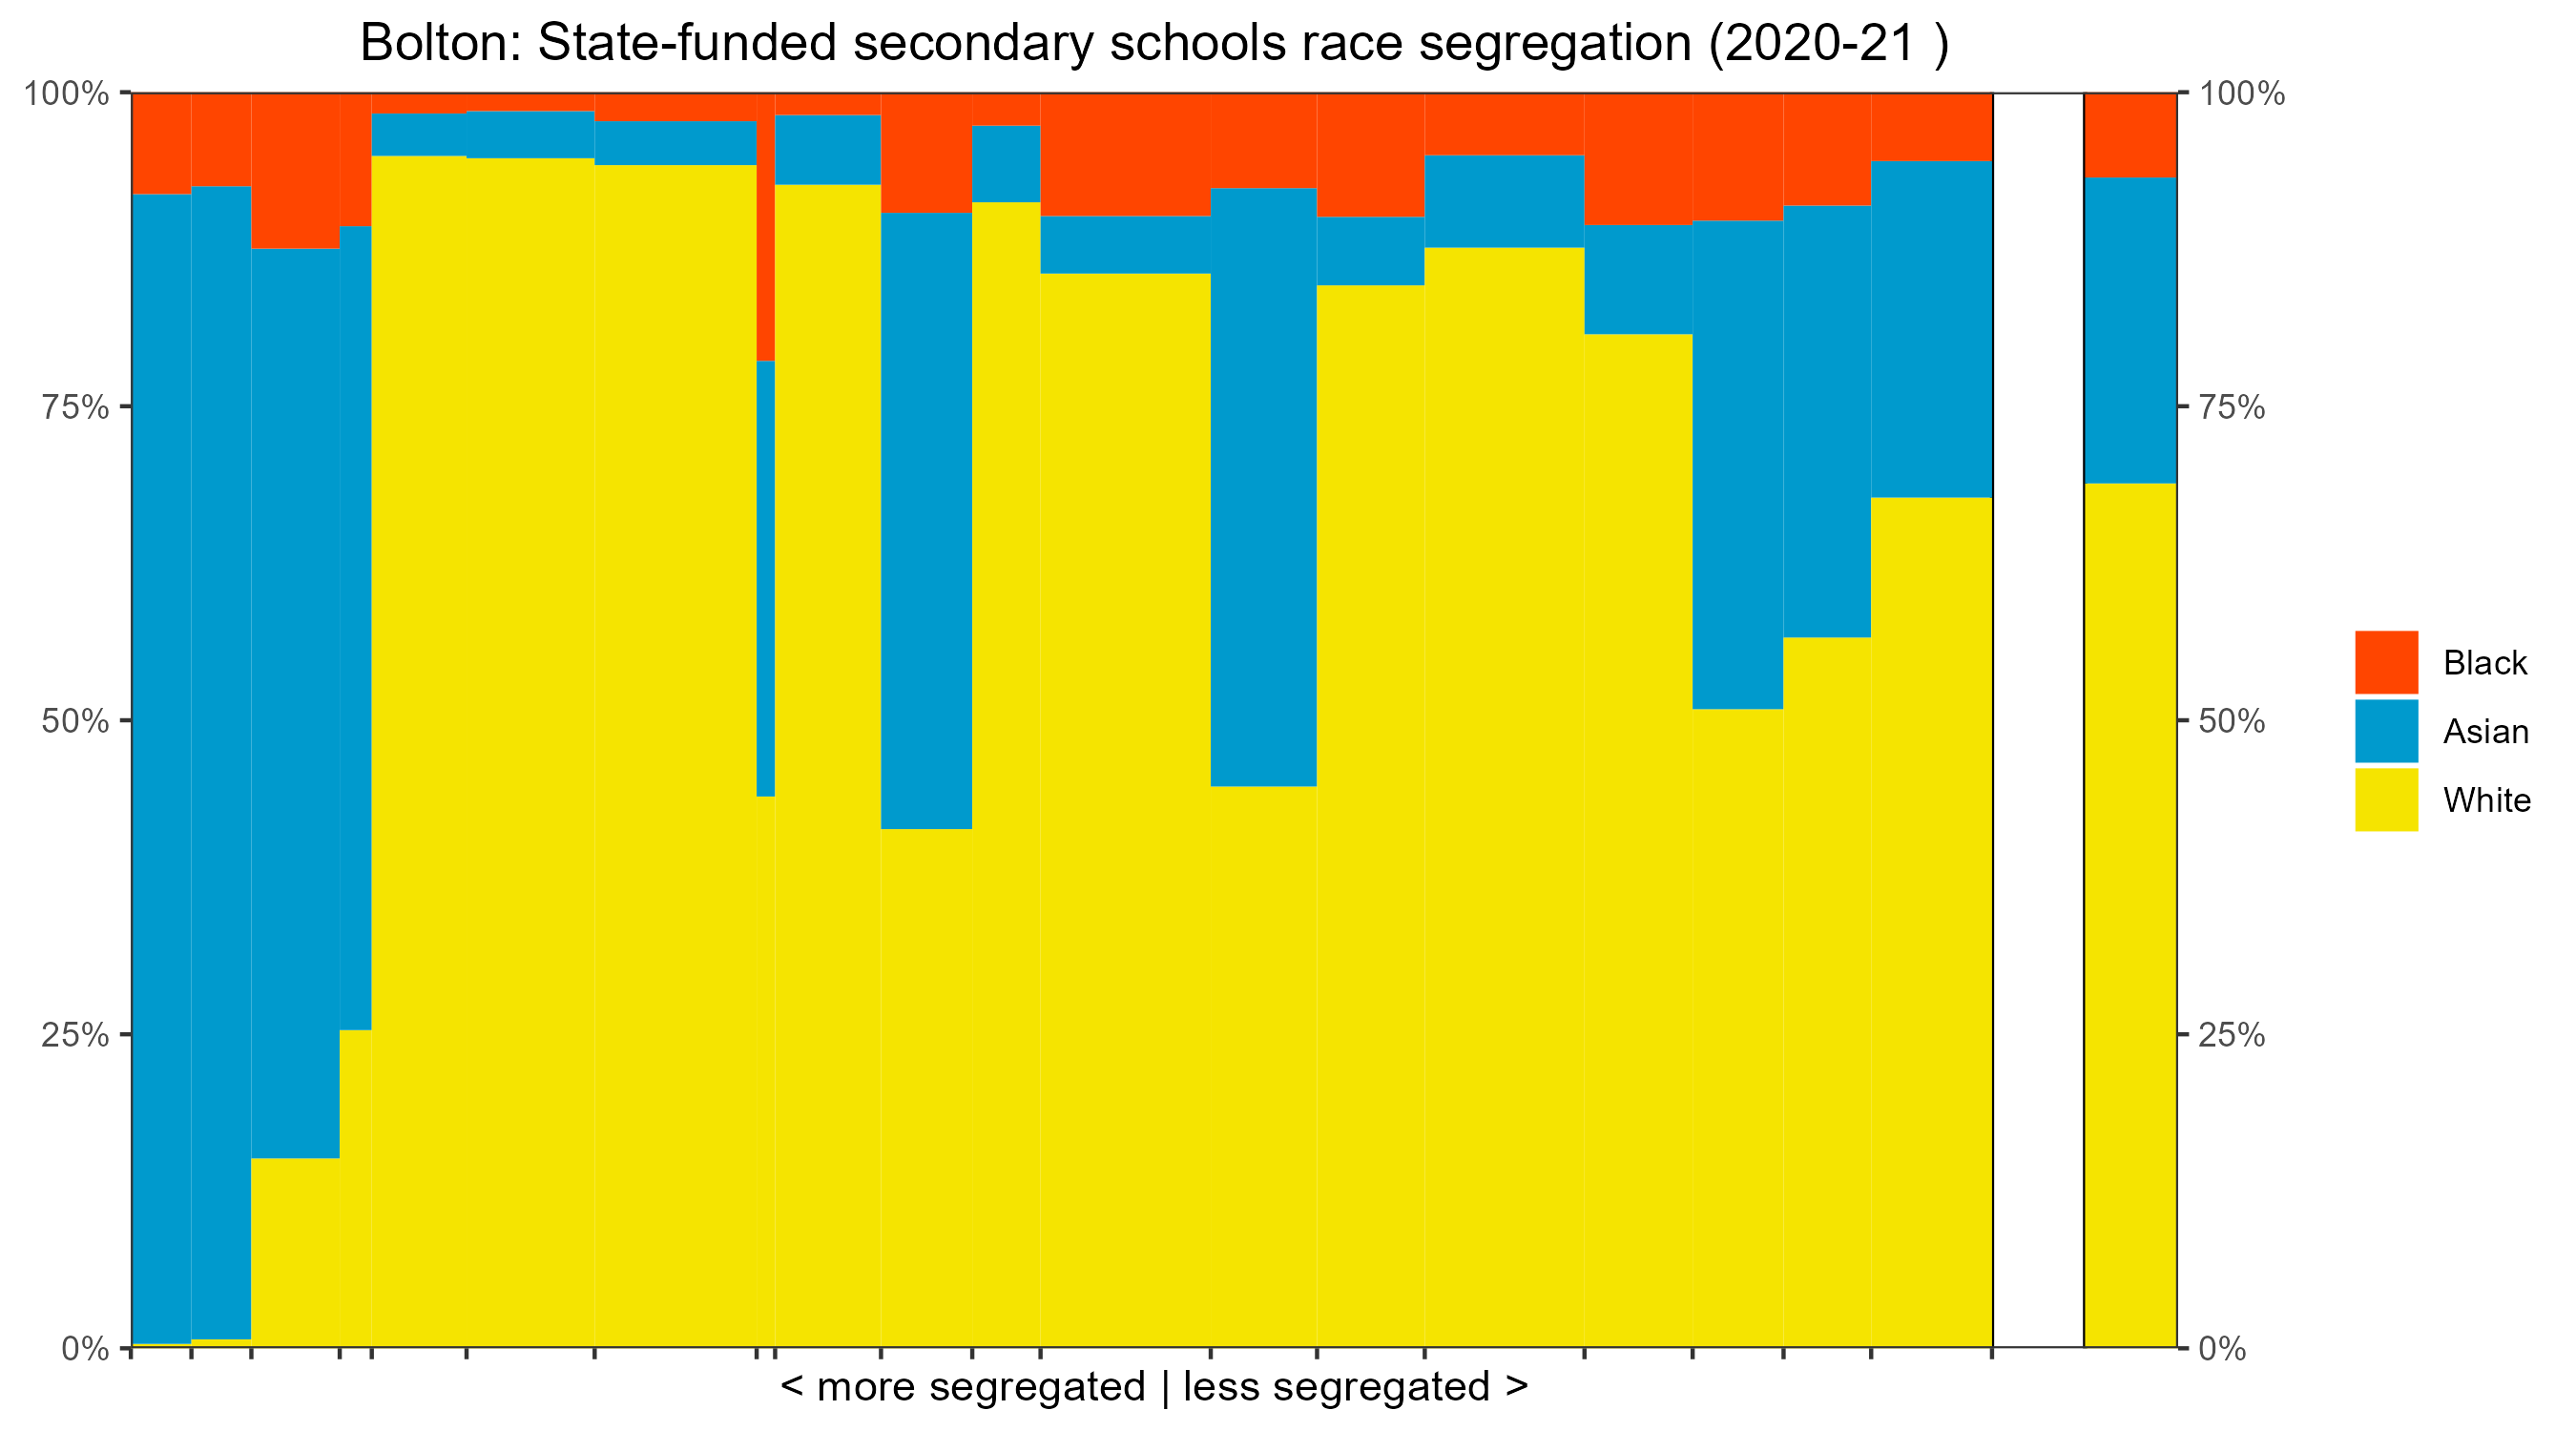 Bolton: State-funded secondary schools race segregation (2020-21 )
100%
75%
50%
25%
0%
100%
75%
50%
25%
0%
Black
Asian
White
< more segregated | less segregated >